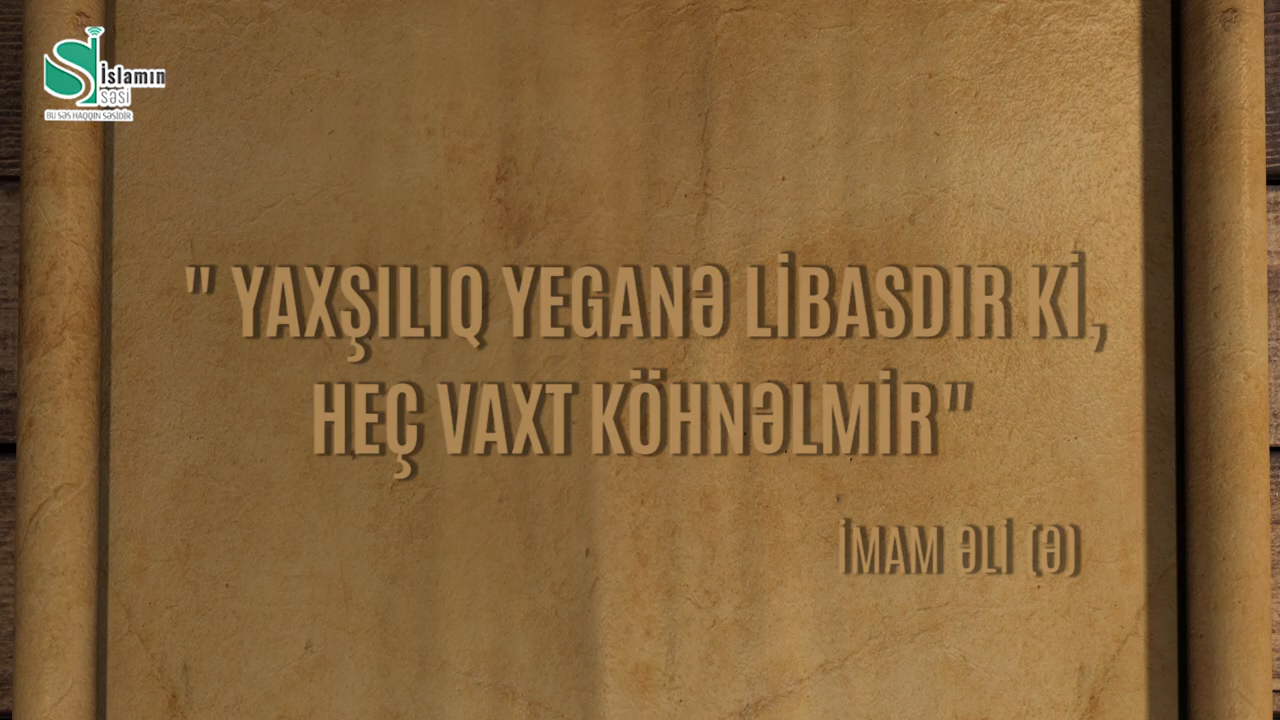 İslamın
səsi
BU SƏS HAQQIN SƏSİDİR
" YAXŞILIQ YEGANƏ LİBASDIR Kİ,
HEÇ VAXT KÖHNƏLMİR"
İMAM ƏLİ (Ə)